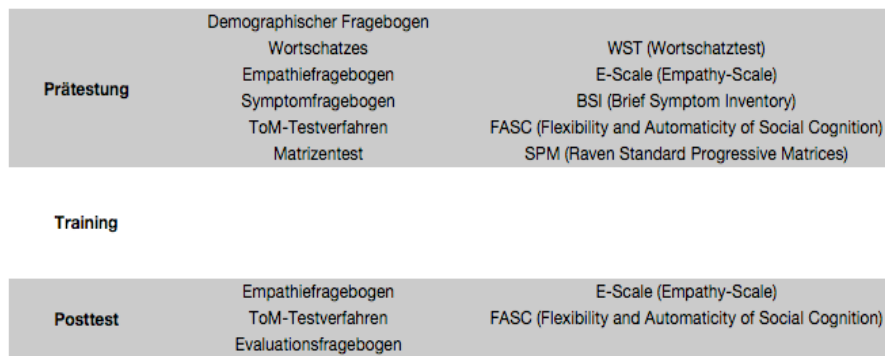 Demographischer Fragebogen
Wortschatzes WST (Wortschatztest)
Empathiefragebogen E-Scale (Empathy-Scale)
Prätestung
Symptomfragebogen BSI (Brief Symptom Inventory)
ToM-Testverfahren FASC (Flexibility and Automaticity of Social Cognition)
Matrizentest SPM (Raven Standard Progressive Matrices)
Training
Empathiefragebogen E-Scale (Empathy-Scale)
Posttest ToM-Testverfahren FASC (Flexibility and Automaticity of Social Cognition)
Evaluationsfragebogen